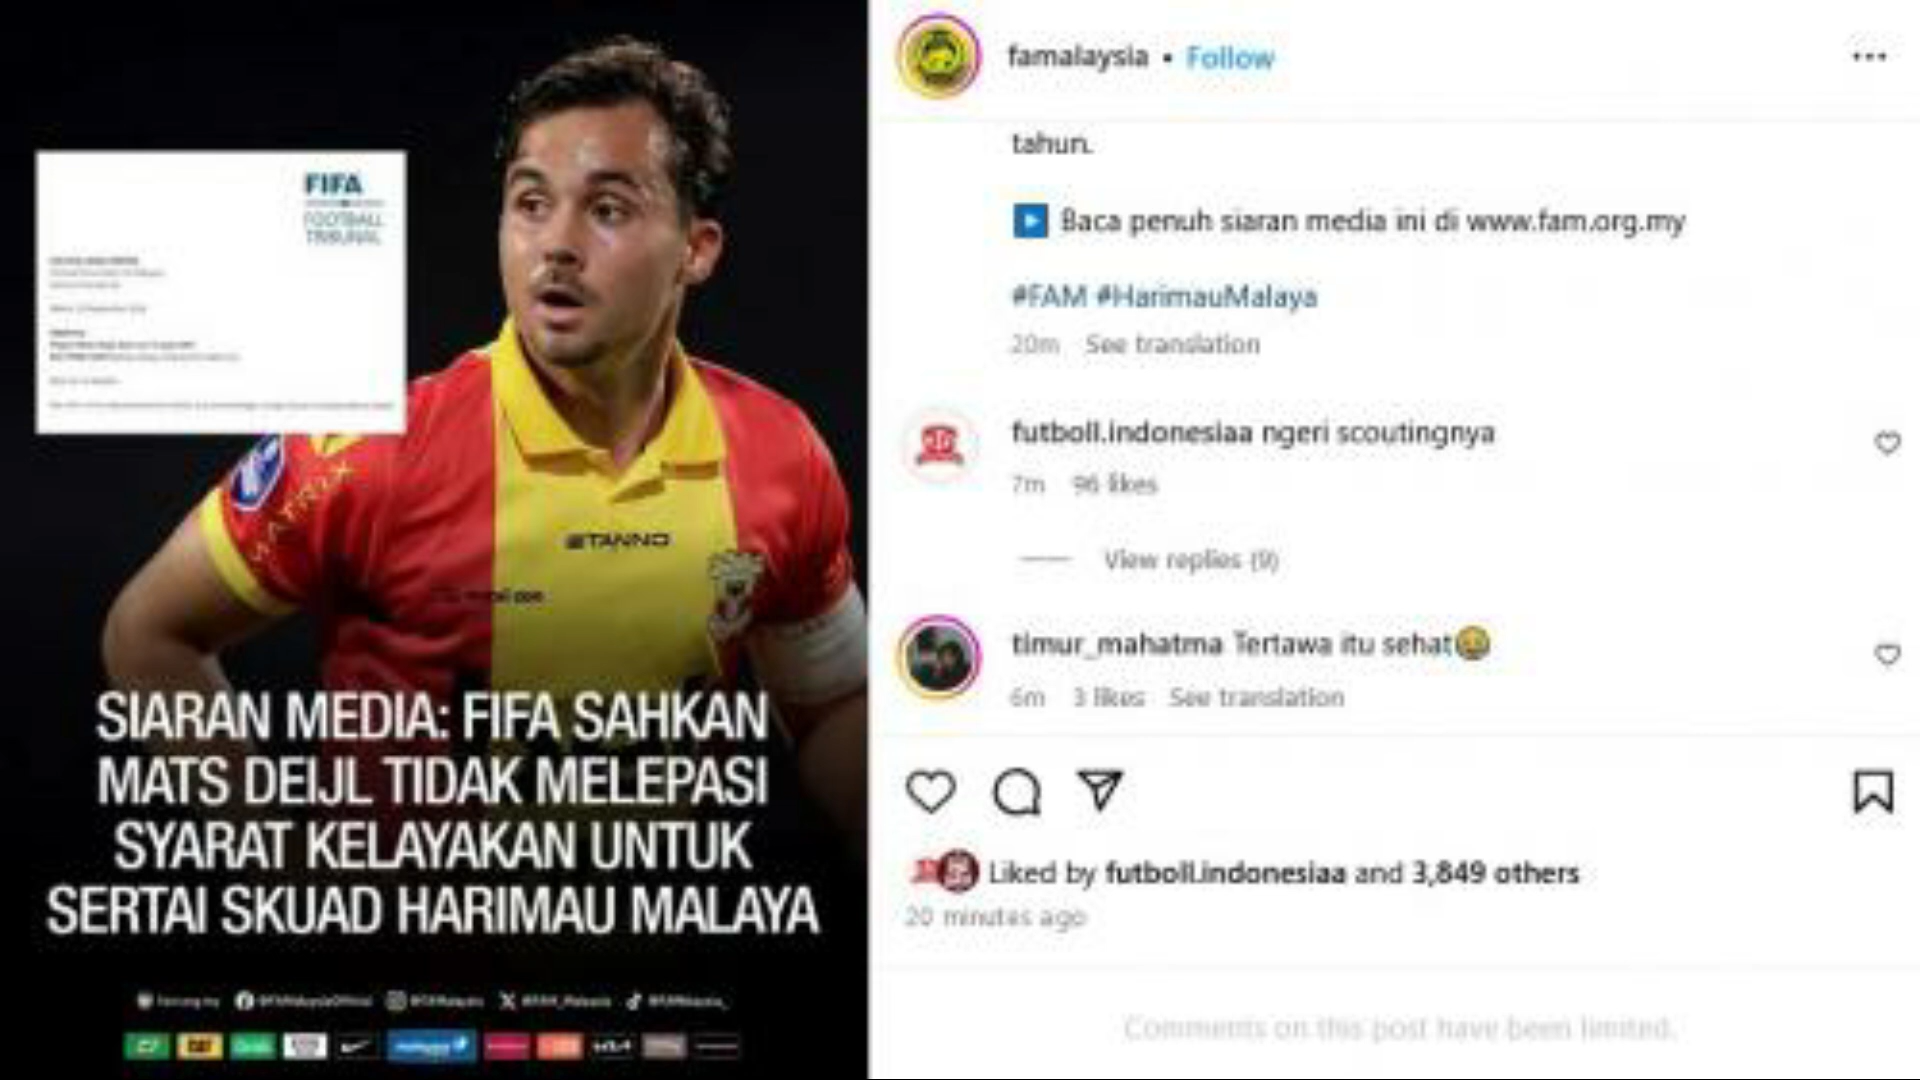 FIFA
FOOTBALL
TRIBUNAL
STANNO
SIARAN MEDIA: FIFA SAHKAN
MATS DEIJL TIDAK MELEPASI
SYARAT KELAYAKAN UNTUK
SERTAI SKUAD HARIMAU MALAYA
famalaysia • Follow
tahun.
Baca penuh siaran media ini di www.fam.org.my
#FAM #HarimauMalaya
20m See translation
futboll.indonesiaa ngeri scoutingnya
7m 96 likes
View replies (9)
timur_mahatma Tertawa itu sehat😂
6m 3 likes See translation
Liked by futboll.indonesiaa and 3,849 others
20 minutes ago
Comments on this post have been limited.